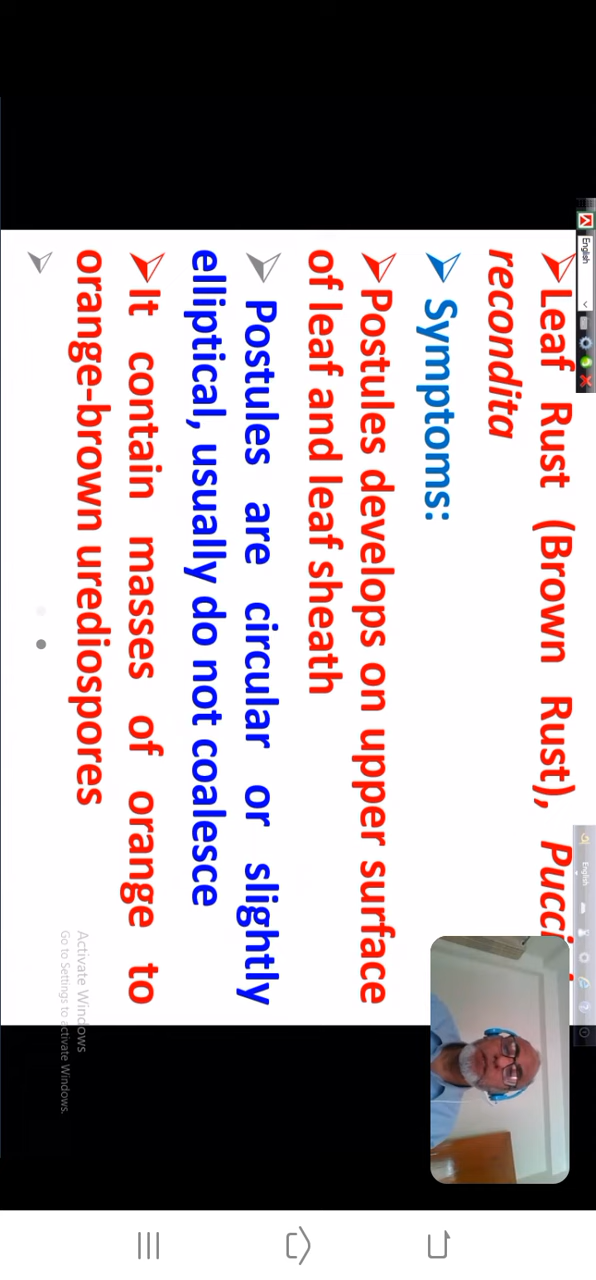 English
Leaf Rust (Brown Rust),
recondita
Symptoms:
Postules develops on upper surface
of leaf and leaf sheath
Postules are circular or slightly
elliptical, usually do not coalesce
It contain masses of orange to
orange-brown urediospores
English
Activate Windows
Go to Settings to activate Windows.